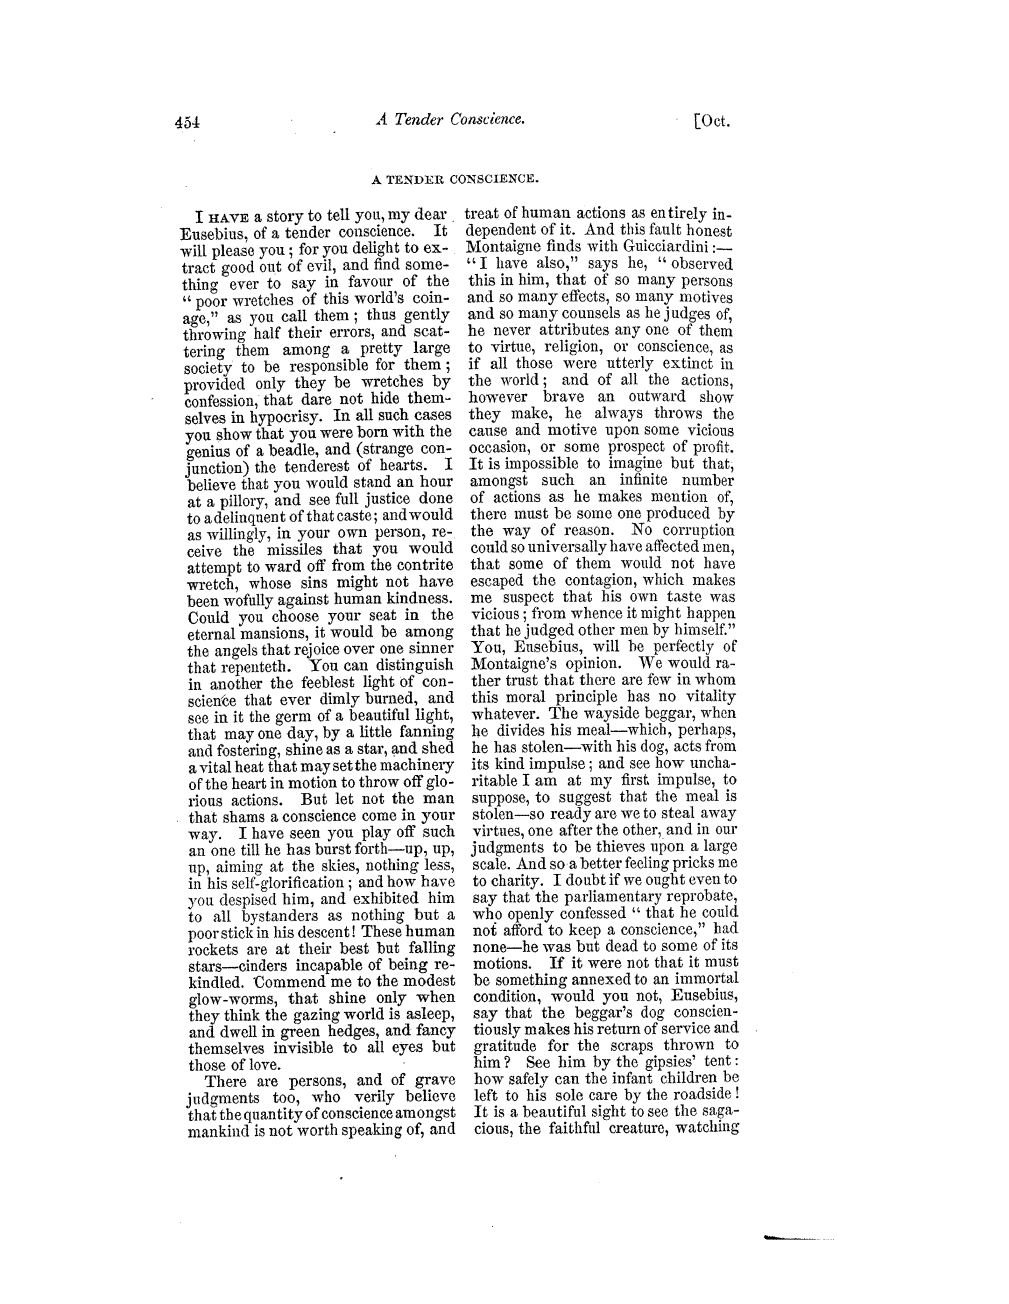 454
A Tender Conscience.
[Oct.
A TENDER CONSCIENCE.
I HAVE a story to tell you, my dear
Eusebius, of a tender conscience. It
will please you ; for you delight to ex-
tract good out of evil, and find some-
thing ever to say in favour of the
“ poor wretches of this world's coin-
age,” as you call them ; thus gently
throwing half their errors, and scat-
tering them among a pretty large
society to be responsible for them ;
provided only they be wretches by
confession, that dare not hide them-
selves in hypocrisy. In all such cases
you show that you were born with the
genius of a beadle, and (strange con-
junction) the tenderest of hearts. I
believe that you would stand an hour
at a pillory, and see full justice done
to a delinquent of that caste ; and would
as willingly, in your own person, re-
ceive the missiles that you would
attempt to ward off from the contrite
wretch, whose sins might not have
been wofully against human kindness.
Could you choose your seat in the
eternal mansions, it would be among
the angels that rejoice over one sinner
that repenteth. You can distinguish
in another the feeblest light of con-
science that ever dimly burned, and
see in it the germ of a beautiful light,
that may one day, by a little fanning
and fostering, shine as a star, and shed
a vital heat that may set the machinery
of the heart in motion to throw off glo-
rious actions. But let not the man
that shams a conscience come in your
way. I have seen you play off such
an one till he has burst forth—up, up,
up, aiming at the skies, nothing less,
in his self-glorification ; and how have
you despised him, and exhibited him
to all bystanders as nothing but a
poor stick in his descent! These human
rockets are at their best but falling
stars—cinders incapable of being re-
kindled. Commend me to the modest
glow-worms, that shine only when
they think the gazing world is asleep,
and dwell in green hedges, and fancy
themselves invisible to all eyes but
those of love.
There are persons, and of grave
judgments too, who verily believe
that the quantity of conscience amongst
mankind is not worth speaking of, and
treat of human actions as entirely in-
dependent of it. And this fault honest
Montaigne finds with Guicciardini :—
“ I have also,” says he, “ observed
this in him, that of so many persons
and so many effects, so many motives
and so many counsels as he judges of,
he never attributes any one of them
to virtue, religion, or conscience, as
if all those were utterly extinct in
the world ; and of all the actions,
however brave an outward show
they make, he always throws the
cause and motive upon some vicious
occasion, or some prospect of profit.
It is impossible to imagine but that,
amongst such an infinite number
of actions as he makes mention of,
there must be some one produced by
the way of reason. No corruption
could so universally have affected men,
that some of them would not have
escaped the contagion, which makes
me suspect that his own taste was
vicious ; from whence it might happen
that he judged other men by himself.”
You, Eusebius, will be perfectly of
Montaigne's opinion. We would ra-
ther trust that there are few in whom
this moral principle has no vitality
whatever. The wayside beggar, when
he divides his meal—which, perhaps,
he has stolen—with his dog, acts from
its kind impulse ; and see how uncha-
ritable I am at my first impulse, to
suppose, to suggest that the meal is
stolen—so ready are we to steal away
virtues, one after the other, and in our
judgments to be thieves upon a large
scale. And so a better feeling pricks me
to charity. I doubt if we ought even to
say that the parliamentary reprobate,
who openly confessed “ that he could
not afford to keep a conscience,” had
none—he was but dead to some of its
motions. If it were not that it must
be something annexed to an immortal
condition, would you not, Eusebius,
say that the beggar's dog conscien-
tiously makes his return of service and
gratitude for the scraps thrown to
him ? See him by the gipsies' tent :
how safely can the infant children be
left to his sole care by the roadside !
It is a beautiful sight to see the saga-
cious, the faithful creature, watching